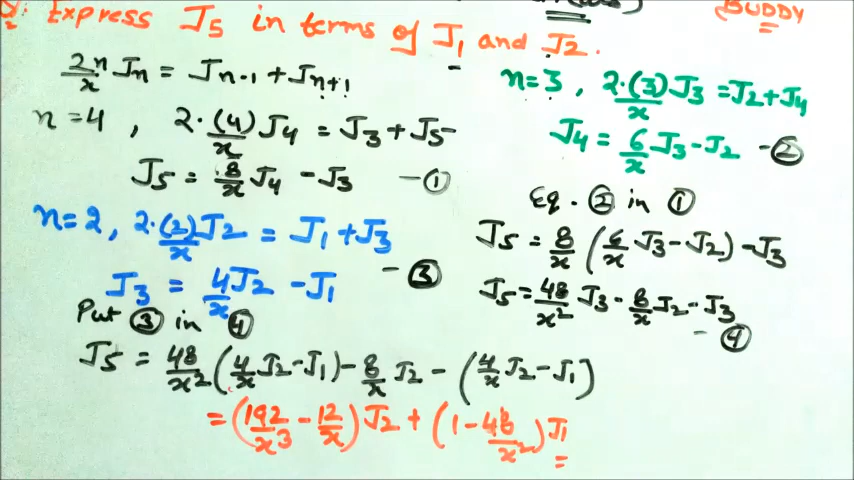 Q: Express J5 in terms of J1 and J2.
BUDDY
2n/x Jn = Jn-1 + Jn+1
n=4, 2·(4)/x J4 = J3 + J5
J5 = 8/x J4 - J3 -①
n=2, 2·(2)/x J2 = J1 + J3
J3 = 4/x J2 - J1 -③
n=3, 2·(3)/x J3 = J2 + J4
J4 = 6/x J3 - J2 -②
Eq. ② in ①
J5 = 8/x (6/x J3 - J2) - J3
J5 = 48/x² J3 - 8/x J2 - J3 -④
Put ③ in ④
J5 = 48/x² (4/x J2 - J1) - 8/x J2 - (4/x J2 - J1)
= (192/x³ - 12/x) J2 + (1 - 48/x²) J1